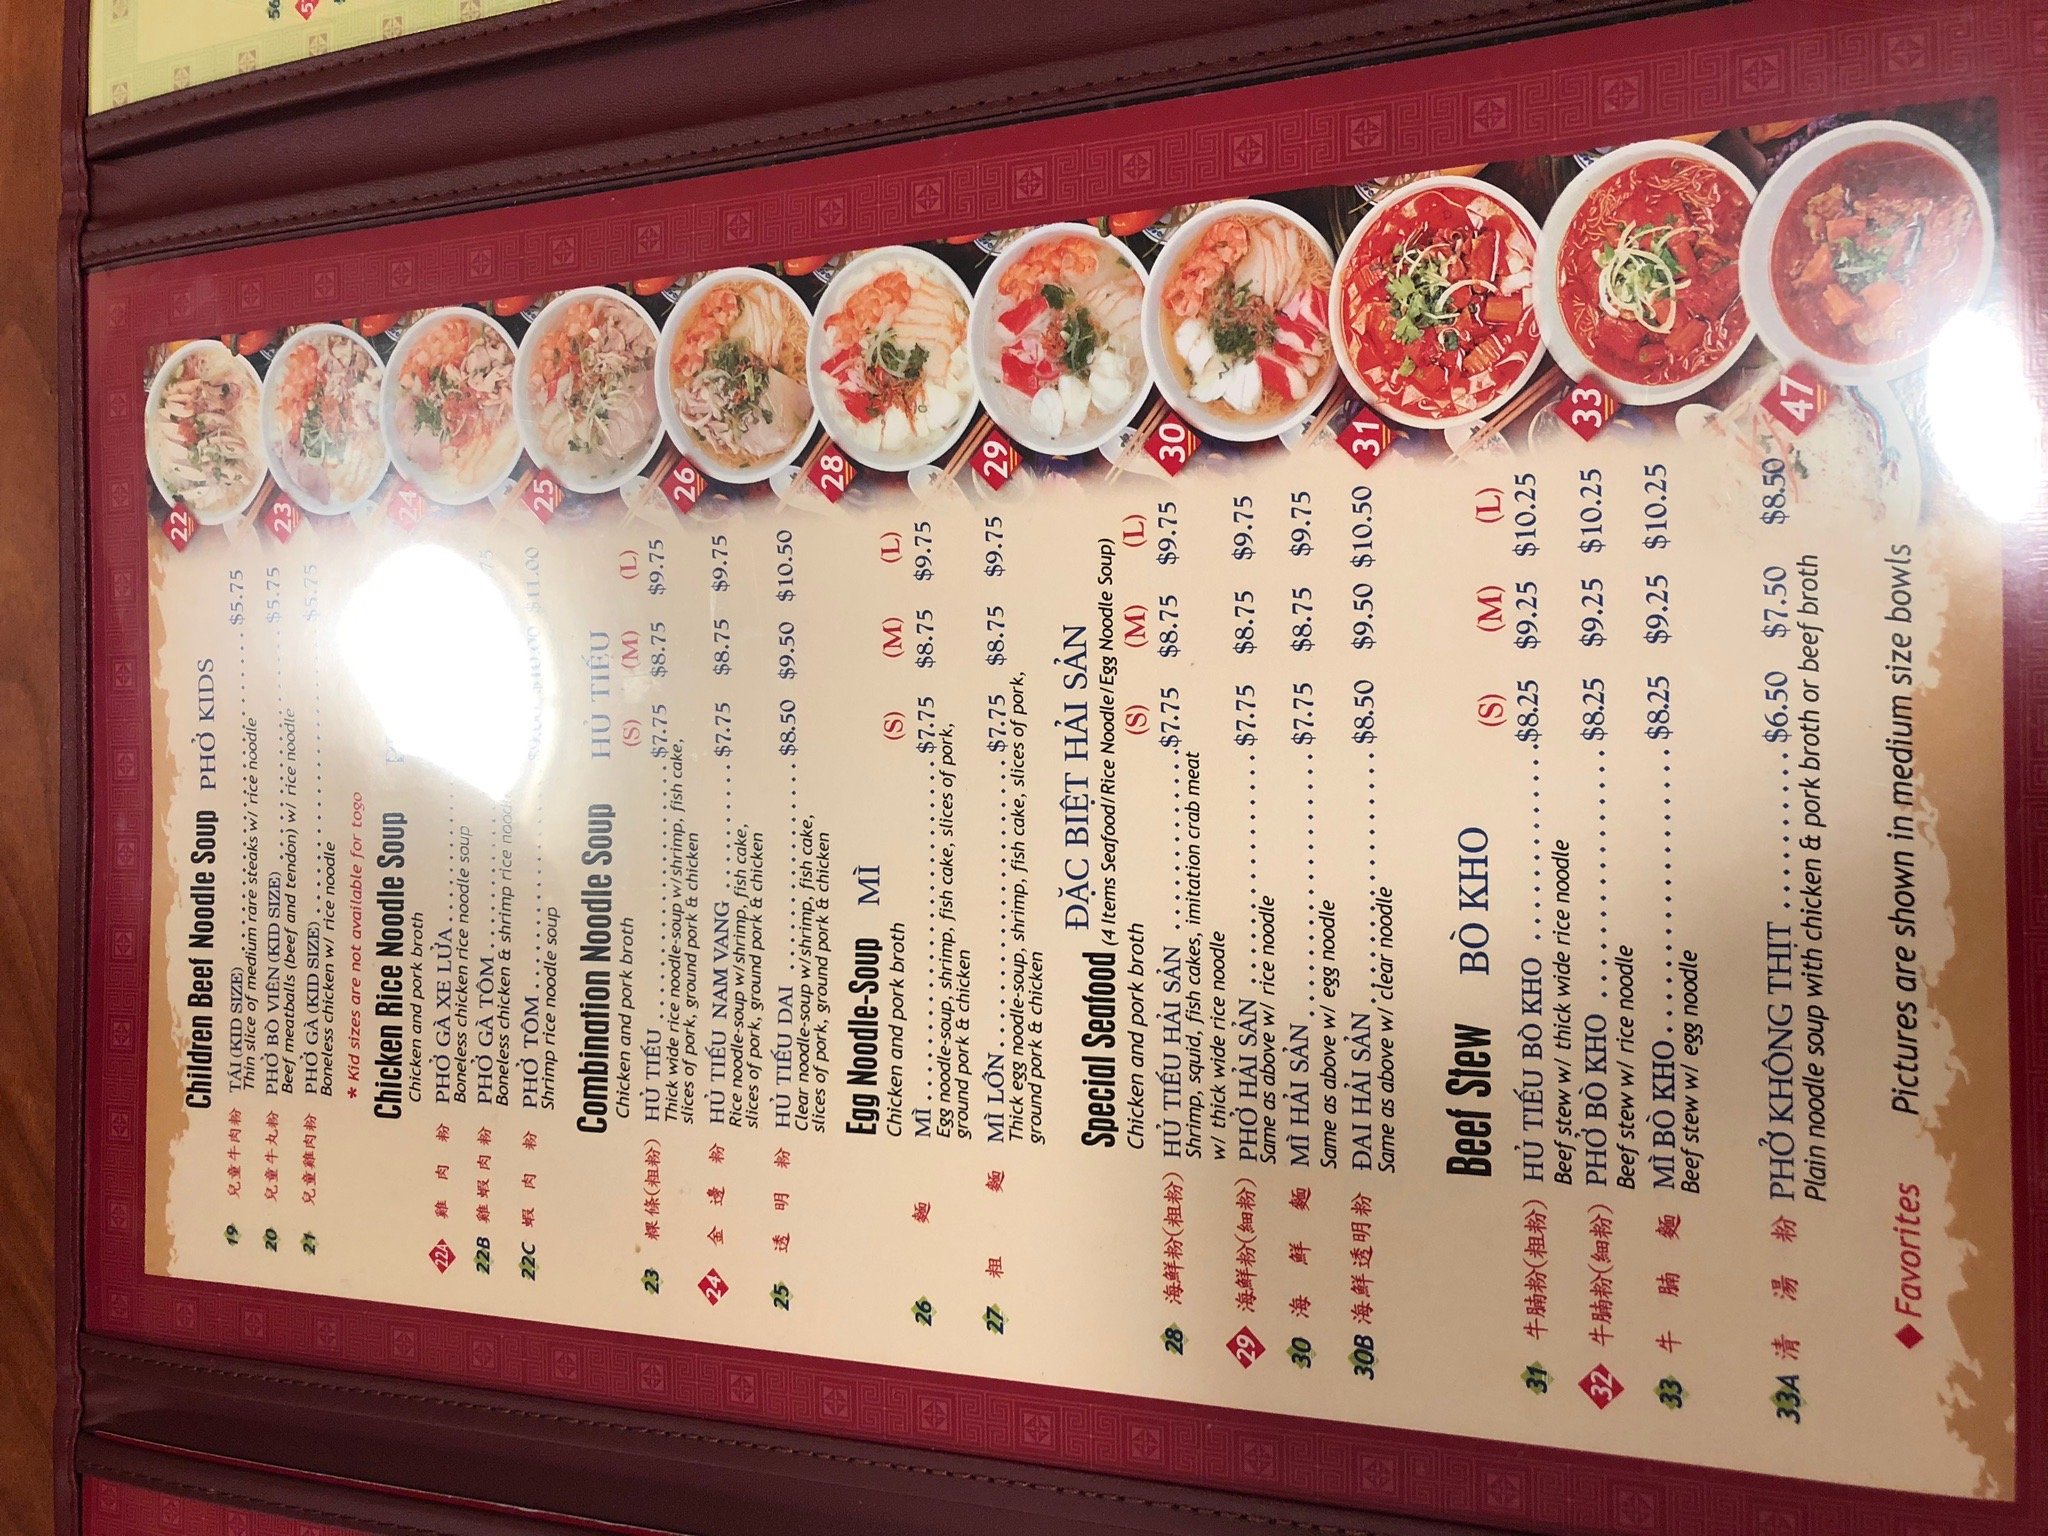 Children Beef Noodle Soup PHỞ KIDS
19 兒童牛肉粉 TÁI (KID SIZE) $5.75
Thin slice of medium rare steaks w/ rice noodle
20 兒童牛丸粉 PHỞ BÒ VIÊN (KID SIZE) $5.75
Beef meatballs (beef and tendon) w/ rice noodle
21 兒童雞肉粉 PHỞ GÀ (KID SIZE) $5.75
Boneless chicken w/ rice noodle
* Kid sizes are not available for togo
Chicken Rice Noodle Soup
Chicken and pork broth
22A 雞肉粉 PHỞ GÀ XE LỬA
Boneless chicken rice noodle soup
22B 雞蝦肉粉 PHỞ GÀ TÔM
Boneless chicken & shrimp rice noodle
22C 蝦肉粉 PHỞ TÔM $10.00 $11.00
Shrimp rice noodle soup
Combination Noodle Soup HỦ TIẾU
Chicken and pork broth (S) (M) (L)
23 粿條(粗粉) HỦ TIẾU $7.75 $8.75 $9.75
Thick wide rice noodle-soup w/shrimp, fish cake,
slices of pork, ground pork & chicken
24 金邊粉 HỦ TIẾU NAM VANG $7.75 $8.75 $9.75
Rice noodle-soup w/shrimp, fish cake,
slices of pork, ground pork & chicken
25 透明粉 HỦ TIẾU DAI $8.50 $9.50 $10.50
Clear noodle-soup w/shrimp, fish cake,
slices of pork, ground pork & chicken
Egg Noodle-Soup MÌ
Chicken and pork broth (S) (M) (L)
26 麵 MÌ $7.75 $8.75 $9.75
Egg noodle-soup, shrimp, fish cake, slices of pork,
ground pork & chicken
27 粗麵 MÌ LỚN $7.75 $8.75 $9.75
Thick egg noodle-soup, shrimp, fish cake, slices of pork,
ground pork & chicken
ĐẶC BIỆT HẢI SẢN
Special Seafood (4 Items Seafood/Rice Noodle/Egg Noodle Soup)
Chicken and pork broth (S) (M) (L)
28 海鮮粉(粗粉) HỦ TIẾU HẢI SẢN $7.75 $8.75 $9.75
Shrimp, squid, fish cakes, imitation crab meat
w/ thick wide rice noodle
29 海鮮粉(細粉) PHỞ HẢI SẢN $7.75 $8.75 $9.75
Same as above w/ rice noodle
30 海鮮麵 MÌ HẢI SẢN $7.75 $8.75 $9.75
Same as above w/ egg noodle
30B 海鮮透明粉 ĐAI HẢI SẢN $8.50 $9.50 $10.50
Same as above w/ clear noodle
Beef Stew BÒ KHO (S) (M) (L)
31 牛腩粉(粗粉) HỦ TIẾU BÒ KHO $8.25 $9.25 $10.25
Beef stew w/ thick wide rice noodle
32 牛腩粉(細粉) PHỞ BÒ KHO $8.25 $9.25 $10.25
Beef stew w/ rice noodle
33 牛腩麵 MÌ BÒ KHO $8.25 $9.25 $10.25
Beef stew w/ egg noodle
33A 清湯粉 PHỞ KHÔNG THỊT $6.50 $7.50 $8.50
Plain noodle soup with chicken & pork broth or beef broth
Favorites Pictures are shown in medium size bowls
22
23
24
25
26
28
29
30
31
33
47